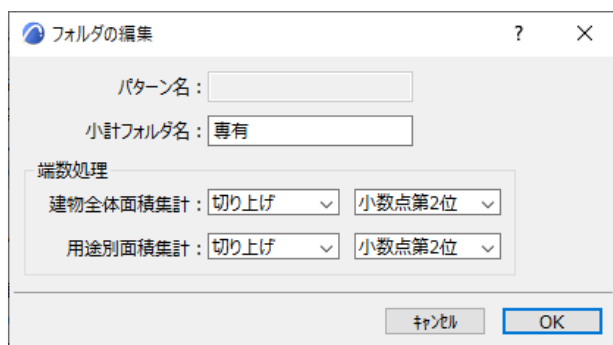 フォルダの編集 ?
パターン名：
小計フォルダ名：専有
端数処理
建物全体面積集計：切り上げ 小数点第2位
用途別面積集計：切り上げ 小数点第2位
ｷｬﾝｾﾙ OK